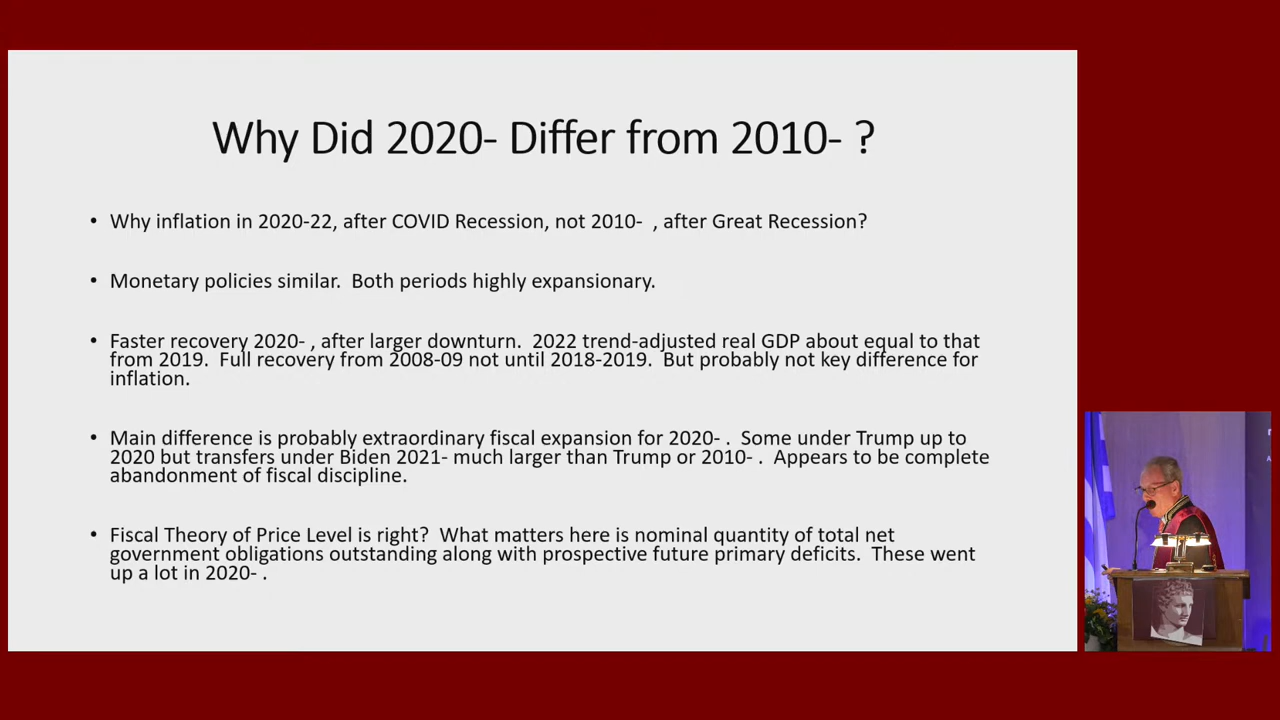 Why Did 2020- Differ from 2010- ?
• Why inflation in 2020-22, after COVID Recession, not 2010-  , after Great Recession?
• Monetary policies similar.  Both periods highly expansionary.
• Faster recovery 2020- , after larger downturn.  2022 trend-adjusted real GDP about equal to that
from 2019.  Full recovery from 2008-09 not until 2018-2019.  But probably not key difference for
inflation.
• Main difference is probably extraordinary fiscal expansion for 2020- .  Some under Trump up to
2020 but transfers under Biden 2021- much larger than Trump or 2010- .  Appears to be complete
abandonment of fiscal discipline.
• Fiscal Theory of Price Level is right?  What matters here is nominal quantity of total net
government obligations outstanding along with prospective future primary deficits.  These went
up a lot in 2020- .